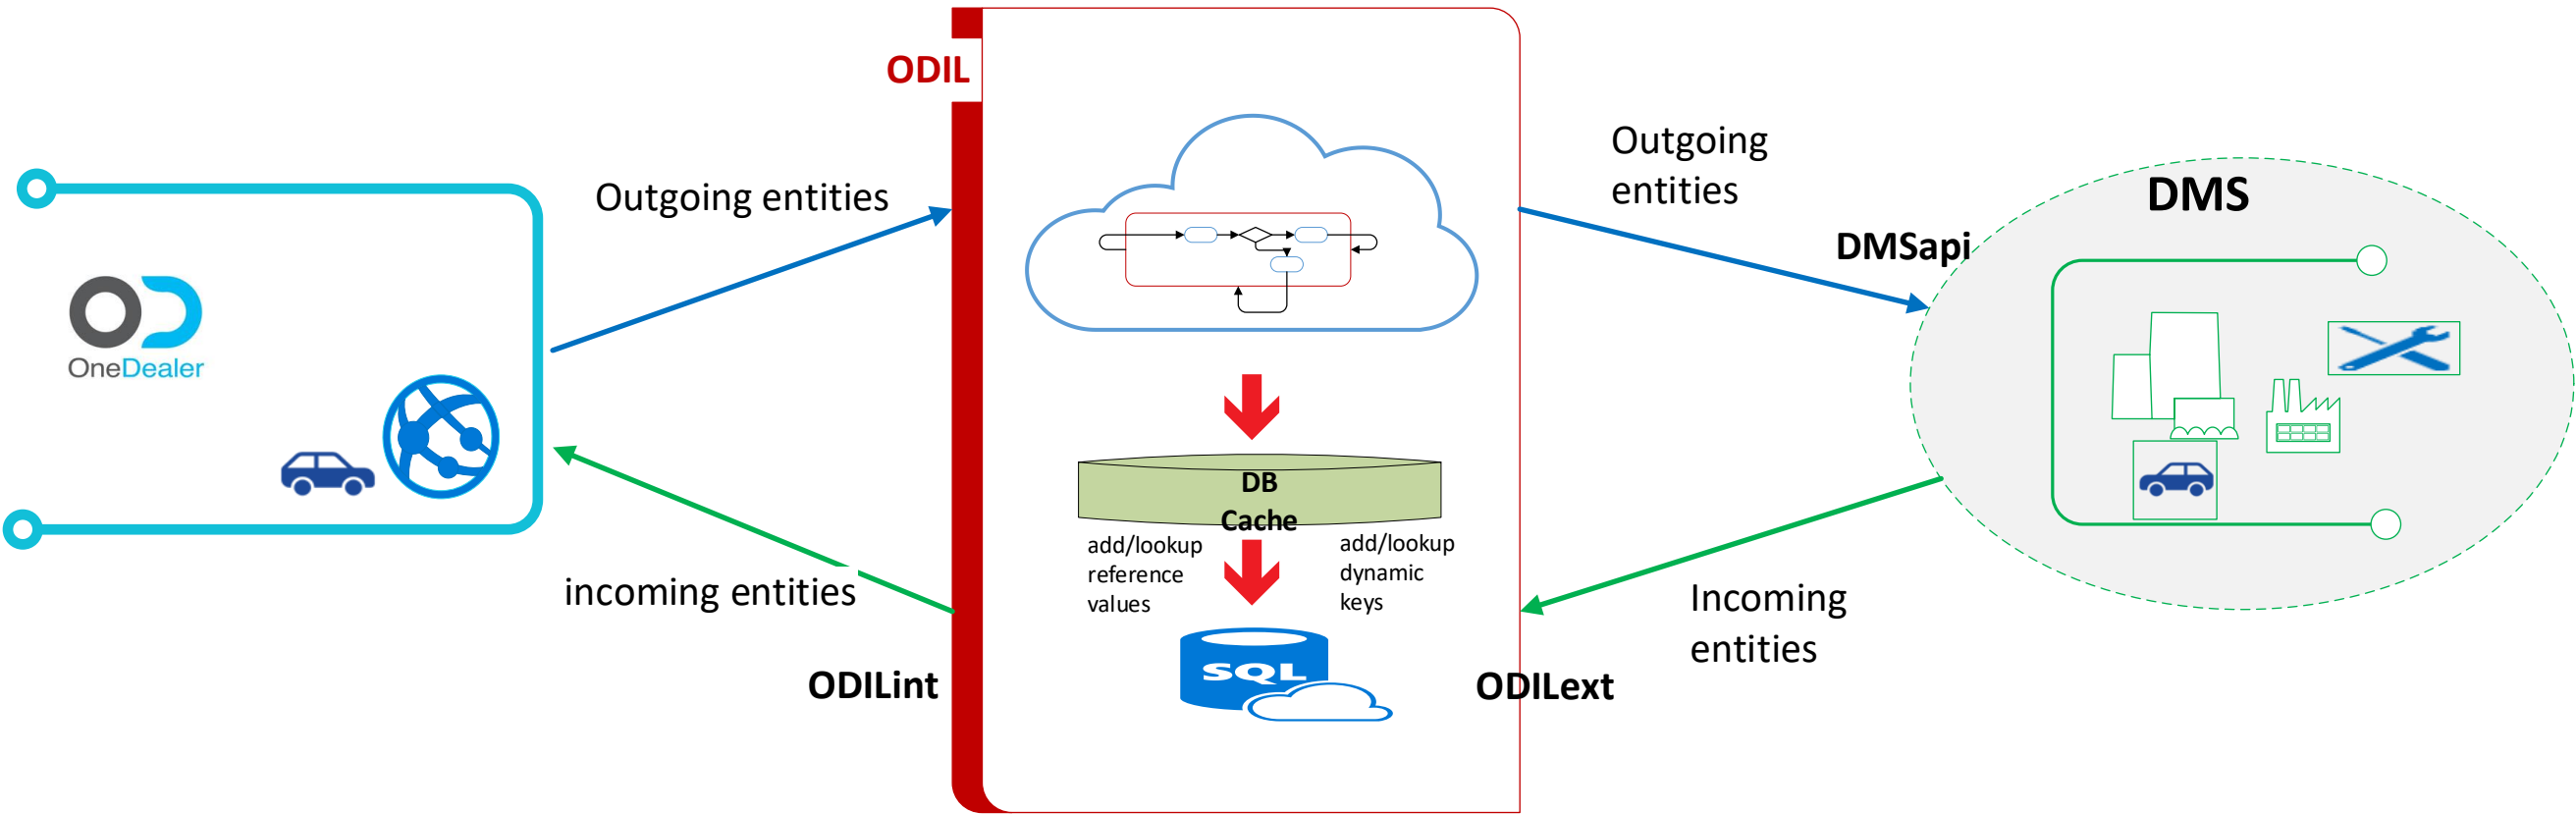 ODIL
Outgoing entities
OneDealer
incoming entities
ODILint
DB
Cache
add/lookup
reference
values
add/lookup
dynamic
keys
SQL
ODILext
Outgoing
entities
DMSapi
DMS
Incoming
entities